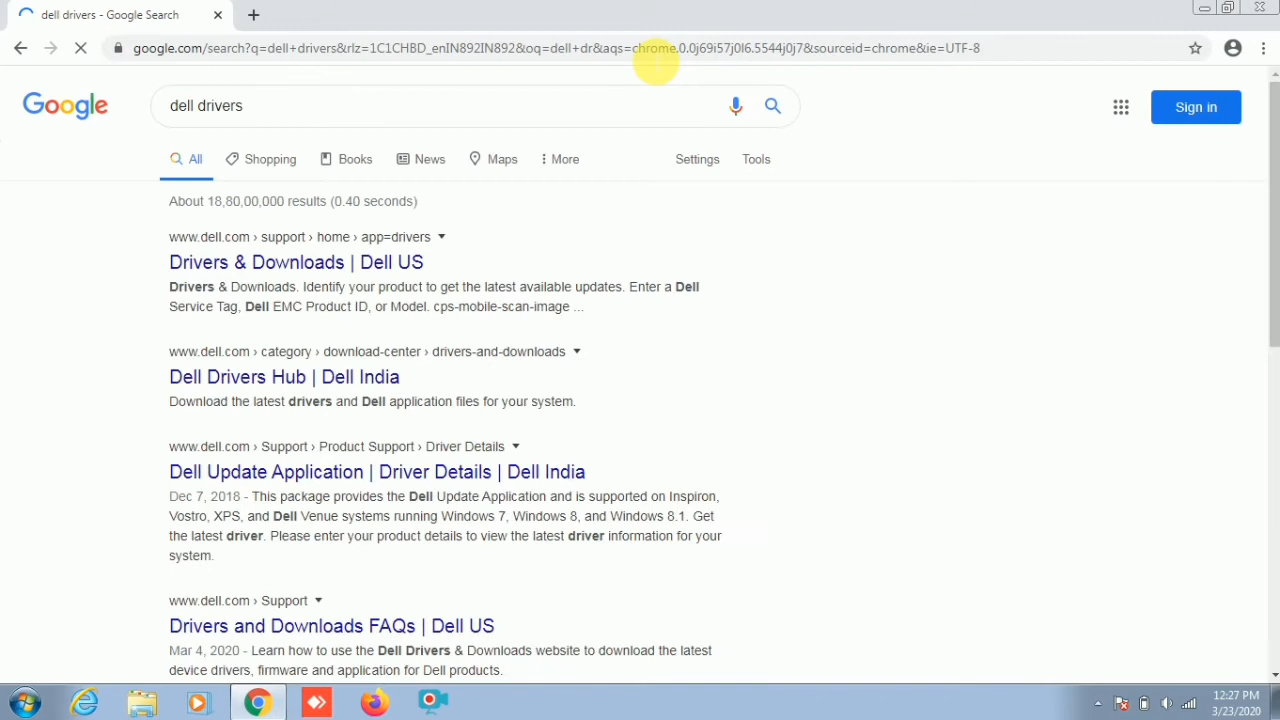 dell drivers - Google Search
google.com/search?q=dell+drivers&rlz=1C1CHBD_enIN892IN892&oq=dell+dr&aqs=chrome.0.0j69i57j0l6.5544j0j7&sourceid=chrome&ie=UTF-8
Google
dell drivers
Sign in
All
Shopping
Books
News
Maps
More
Settings
Tools
About 18,80,00,000 results (0.40 seconds)
www.dell.com › support › home › app=drivers
Drivers & Downloads | Dell US
Drivers & Downloads. Identify your product to get the latest available updates. Enter a Dell
Service Tag, Dell EMC Product ID, or Model. cps-mobile-scan-image ...
www.dell.com › category › download-center › drivers-and-downloads
Dell Drivers Hub | Dell India
Download the latest drivers and Dell application files for your system.
www.dell.com › Support › Product Support › Driver Details
Dell Update Application | Driver Details | Dell India
Dec 7, 2018 - This package provides the Dell Update Application and is supported on Inspiron,
Vostro, XPS, and Dell Venue systems running Windows 7, Windows 8, and Windows 8.1. Get
the latest driver. Please enter your product details to view the latest driver information for your
system.
www.dell.com › Support
Drivers and Downloads FAQs | Dell US
Mar 4, 2020 - Learn how to use the Dell Drivers & Downloads website to download the latest
device drivers, firmware and application for Dell products.
12:27 PM
3/23/2020